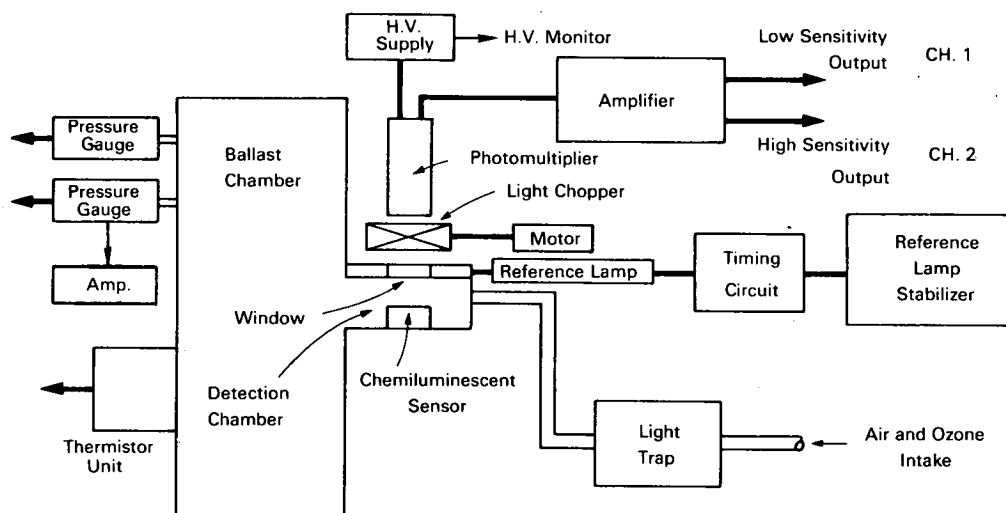 H.V.
Supply
H.V. Monitor
Low Sensitivity
Output
CH. 1
Amplifier
High Sensitivity
Output
CH. 2
Pressure
Gauge
Ballast
Chamber
Photomultiplier
Light Chopper
Pressure
Gauge
Motor
Amp.
Reference Lamp
Timing
Circuit
Reference
Lamp
Stabilizer
Window
Detection
Chamber
Chemiluminescent
Sensor
Thermistor
Unit
Light
Trap
Air and Ozone
Intake